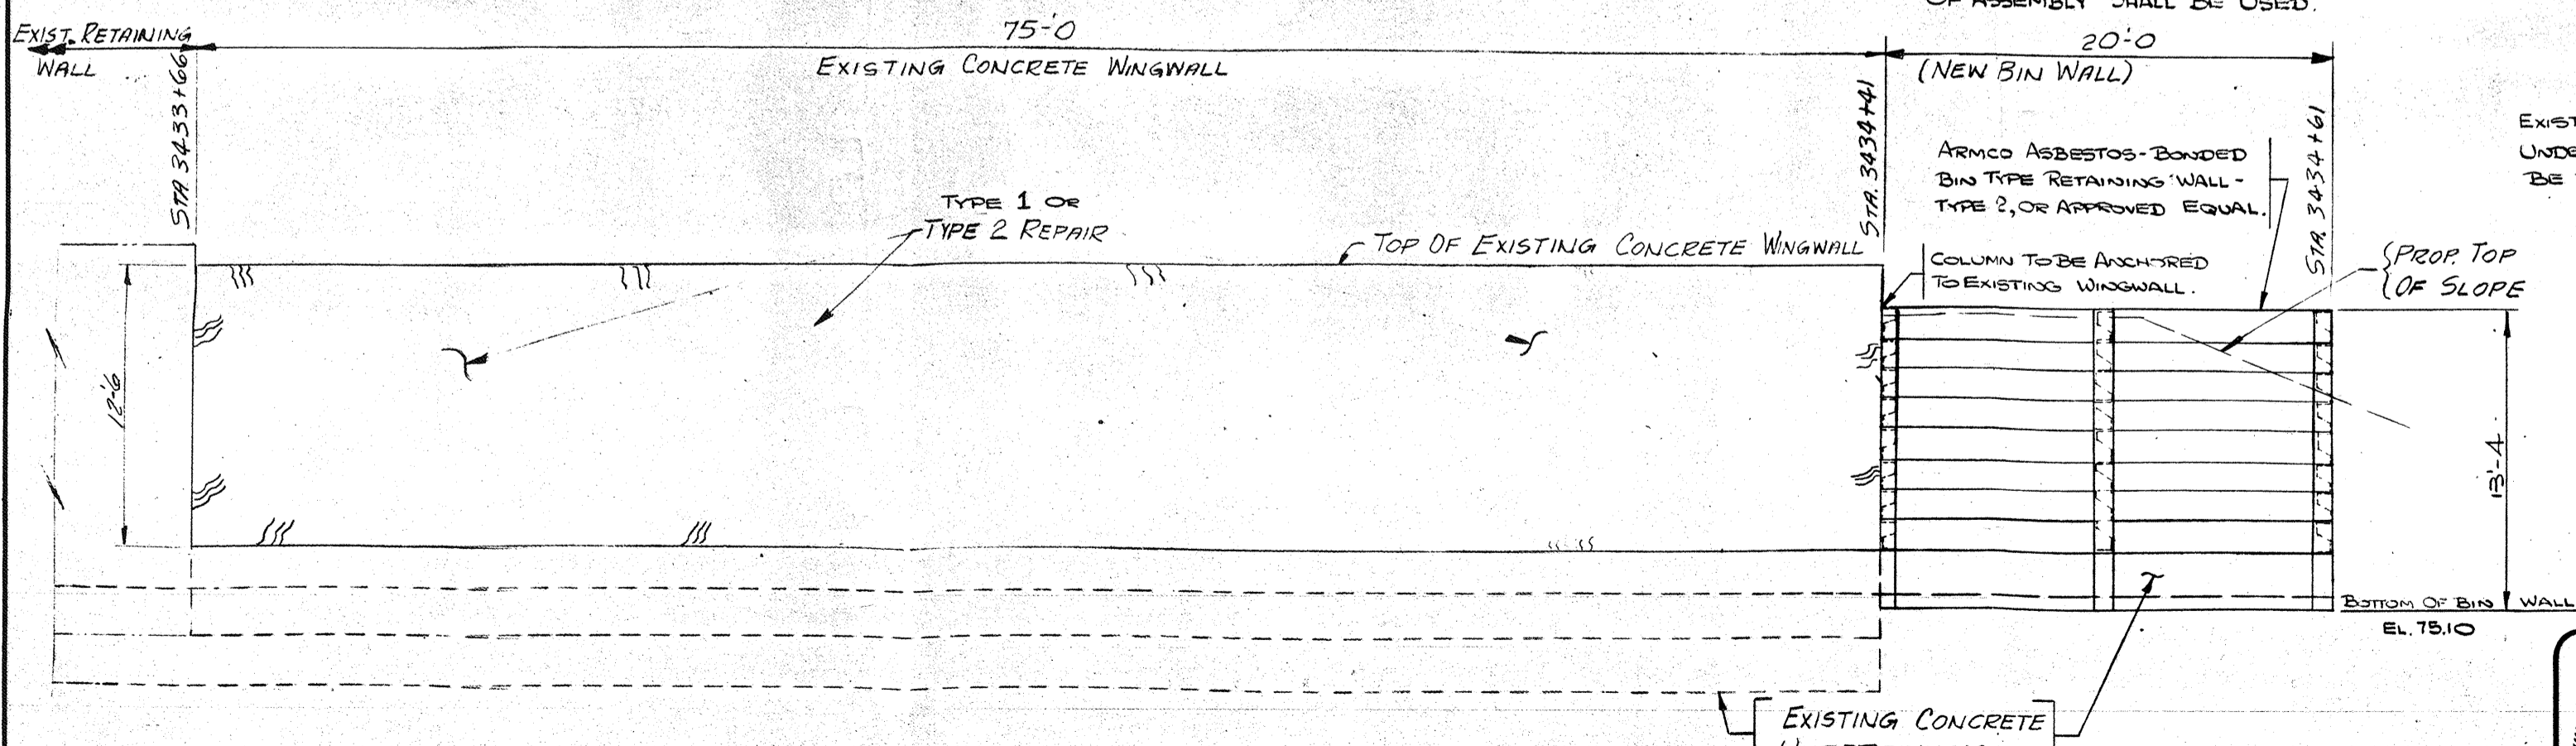 OF ASSEMBLY SHALL BE USED.
EXIST. RETAINING
WALL
75'-0
EXISTING CONCRETE WINGWALL
20'-0
(NEW BIN WALL)
STA 3433+66
STA. 3434+41
STA. 3434+61
EXIST
UNDE
BE
ARMCO ASBESTOS-BONDED
BIN TYPE RETAINING WALL-
TYPE 2, OR APPROVED EQUAL.
TYPE 1 OR
TYPE 2 REPAIR
TOP OF EXISTING CONCRETE WINGWALL
COLUMN TO BE ANCHORED
TO EXISTING WINGWALL.
PROP. TOP
OF SLOPE
12'-6
13'-4
BOTTOM OF BIN WALL
EL. 75.10
EXISTING CONCRETE